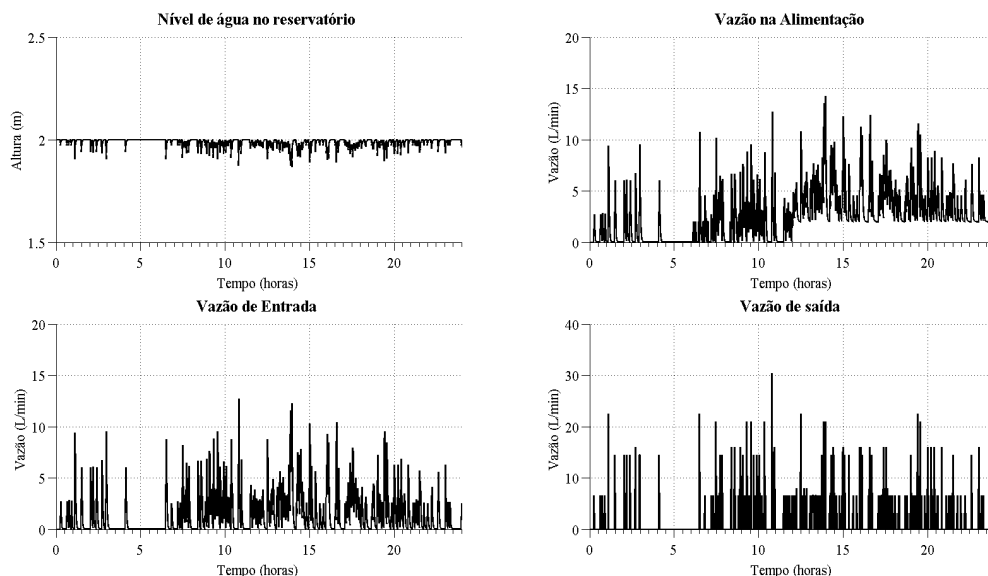 Nível de água no reservatório
2.5
2
1.5
Altura (m)
0 5 10 15 20
Tempo (horas)
Vazão na Alimentação
20
15
10
5
0
Vazão (L/min)
0 5 10 15 20
Tempo (horas)
Vazão de Entrada
20
15
10
5
0
Vazão (L/min)
0 5 10 15 20
Tempo (horas)
Vazão de saída
40
30
20
10
0
Vazão (L/min)
0 5 10 15 20
Tempo (horas)